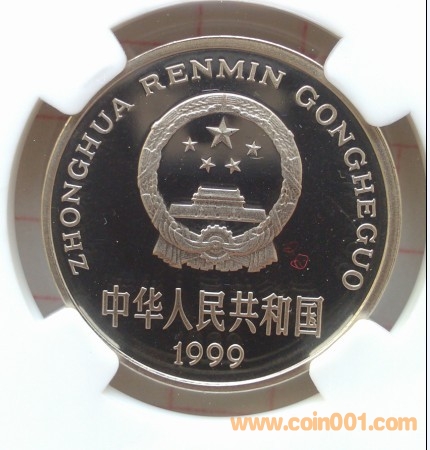 ZHONGHUA RENMIN GONGHEGUO
中华人民共和国
1999
www.coin001.com